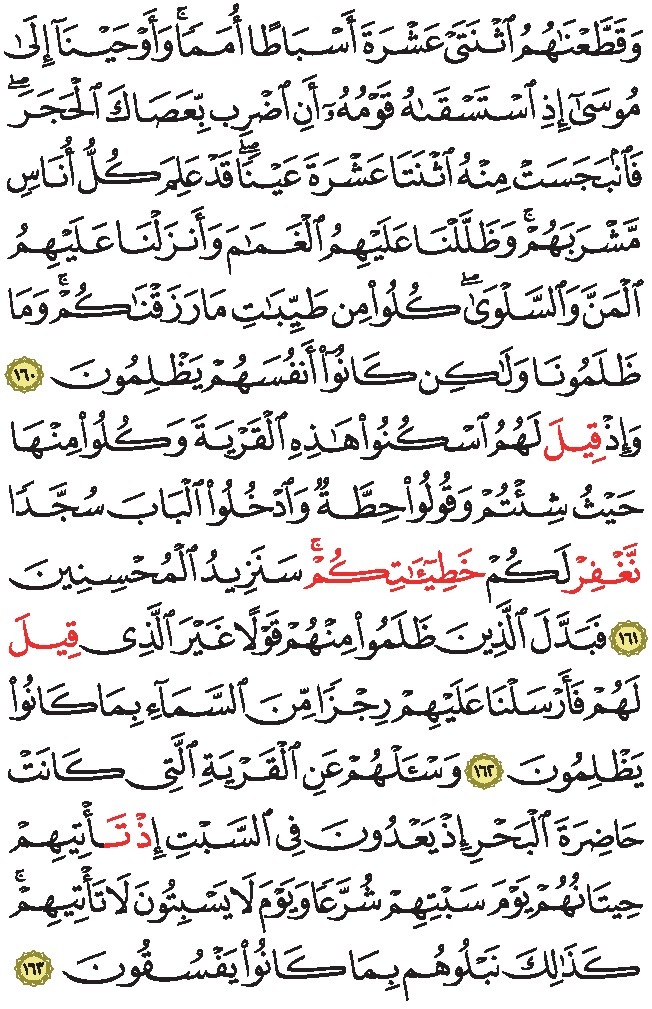 وَقَطَّعْنَٰهُمُ ٱثْنَتَىْ عَشْرَةَ أَسْبَاطًا أُمَمًاۚ وَأَوْحَيْنَآ إِلَىٰ
مُوسَىٰٓ إِذِ ٱسْتَسْقَىٰهُ قَوْمُهُۥٓ أَنِ ٱضْرِب بِّعَصَاكَ ٱلْحَجَرَۖ
فَٱنۢبَجَسَتْ مِنْهُ ٱثْنَتَا عَشْرَةَ عَيْنًاۖ قَدْ عَلِمَ كُلُّ أُنَاسٍ
مَّشْرَبَهُمْۚ وَظَلَّلْنَا عَلَيْهِمُ ٱلْغَمَٰمَ وَأَنزَلْنَا عَلَيْهِمُ
ٱلْمَنَّ وَٱلسَّلْوَىٰۖ كُلُوا۟ مِن طَيِّبَٰتِ مَا رَزَقْنَٰكُمْۚ وَمَا
ظَلَمُونَا وَلَٰكِن كَانُوٓا۟ أَنفُسَهُمْ يَظْلِمُونَ ١٦٠
وَإِذْ قِيلَ لَهُمُ ٱسْكُنُوا۟ هَٰذِهِ ٱلْقَرْيَةَ وَكُلُوا۟ مِنْهَا
حَيْثُ شِئْتُمْ وَقُولُوا۟ حِطَّةٌ وَٱدْخُلُوا۟ ٱلْبَابَ سُجَّدًا
نَّغْفِرْ لَكُمْ خَطِيٓـَٰٔتِكُمْۚ سَنَزِيدُ ٱلْمُحْسِنِينَ
١٦١ فَبَدَّلَ ٱلَّذِينَ ظَلَمُوا۟ مِنْهُمْ قَوْلًا غَيْرَ ٱلَّذِى قِيلَ
لَهُمْ فَأَرْسَلْنَا عَلَيْهِمْ رِجْزًا مِّنَ ٱلسَّمَآءِ بِمَا كَانُوا۟
يَظْلِمُونَ ١٦٢ وَسْـَٔلْهُمْ عَنِ ٱلْقَرْيَةِ ٱلَّتِى كَانَتْ
حَاضِرَةَ ٱلْبَحْرِ إِذْ يَعْدُونَ فِى ٱلسَّبْتِ إِذْ تَأْتِيهِمْ
حِيتَانُهُمْ يَوْمَ سَبْتِهِمْ شُرَّعًا وَيَوْمَ لَا يَسْبِتُونَ لَا تَأْتِيهِمْۚ
كَذَٰلِكَ نَبْلُوهُم بِمَا كَانُوا۟ يَفْسُقُونَ ١٦٣